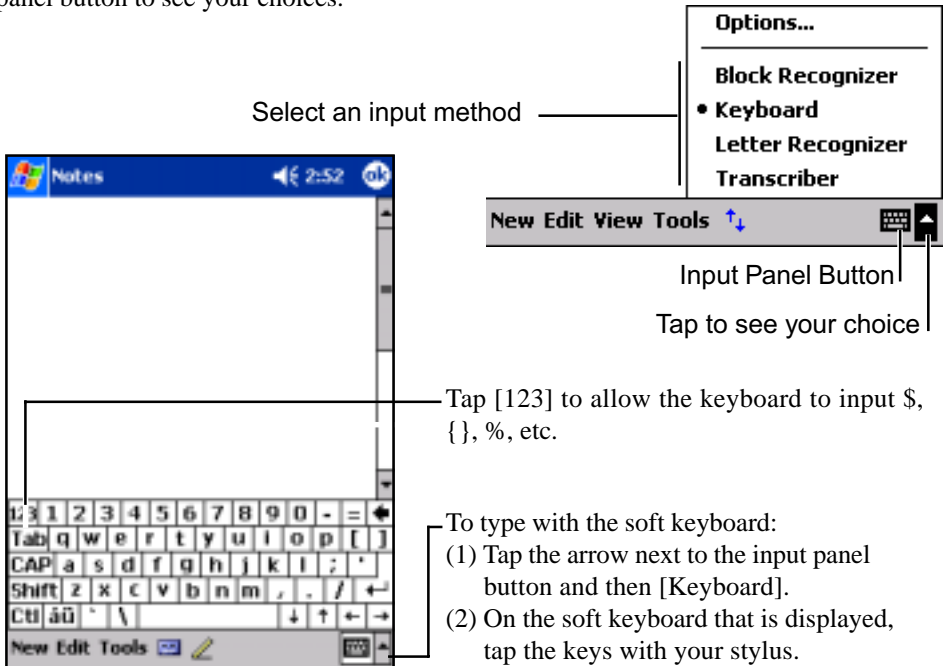 panel button to see your choices.
Options...
Block Recognizer
• Keyboard
Letter Recognizer
Transcriber
Select an input method
New Edit View Tools
Input Panel Button
Tap to see your choice
Notes 2:52 ok
Tap [123] to allow the keyboard to input $,
{}, %, etc.
123 1 2 3 4 5 6 7 8 9 0 - =
Tab q w e r t y u i o p [ ]
CAP a s d f g h j k l ; '
Shift z x c v b n m , . /
Ctl áü ` \
New Edit Tools
To type with the soft keyboard:
(1) Tap the arrow next to the input panel
button and then [Keyboard].
(2) On the soft keyboard that is displayed,
tap the keys with your stylus.